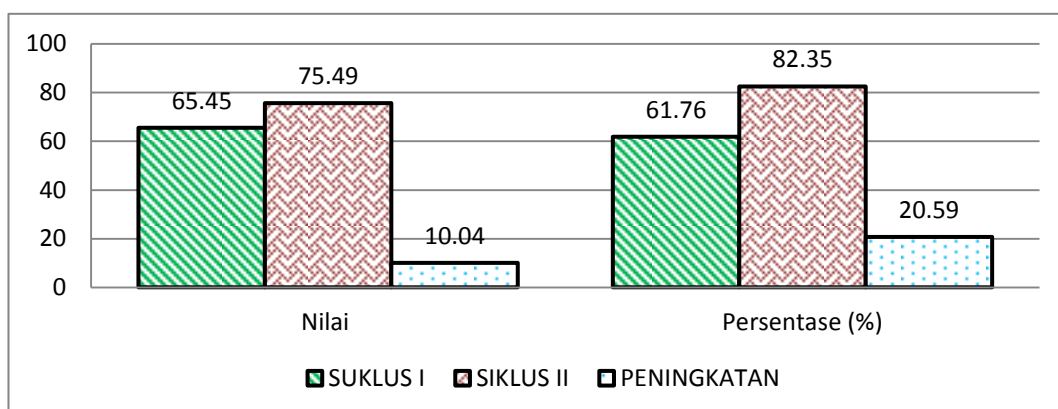 100
80
60
40
20
0
65.45
75.49
10.04
61.76
82.35
20.59
Nilai
Persentase (%)
SUKLUS I
SIKLUS II
PENINGKATAN